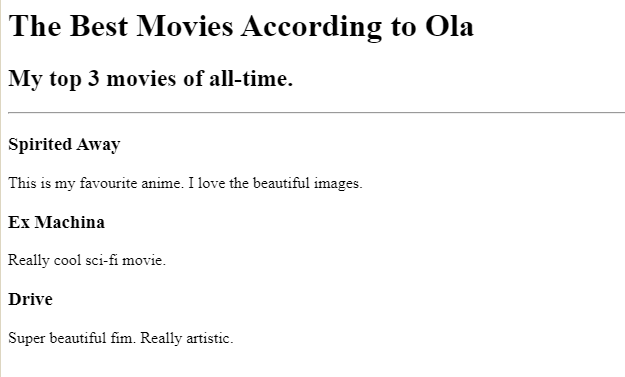 The Best Movies According to Ola
My top 3 movies of all-time.
Spirited Away
This is my favourite anime. I love the beautiful images.
Ex Machina
Really cool sci-fi movie.
Drive
Super beautiful fim. Really artistic.